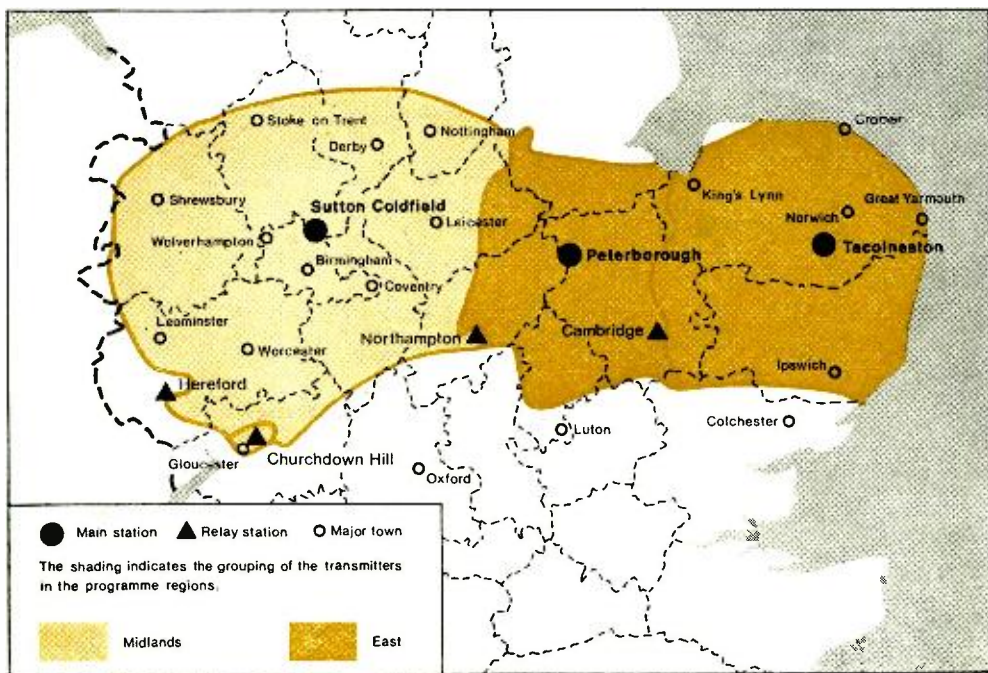 Stoke on Trent
Nottingham
Derby
Cromer
Shrewsbury
Sutton Coldfield
Leicester
King's Lynn
Great Yarmouth
Norwich
Wolverhampton
Birmingham
Peterborough
Tacolneston
Coventry
Leominster
Northampton
Cambridge
Worcester
Ipswich
Hereford
Colchester
Luton
Gloucester
Churchdown Hill
Oxford
Main station
Relay station
Major town
The shading indicates the grouping of the transmitters
in the programme regions.
Midlands
East